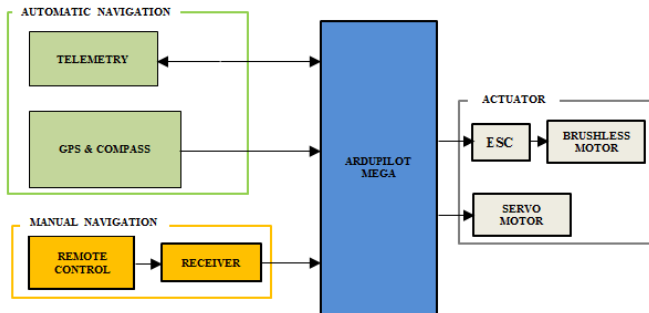 AUTOMATIC NAVIGATION
TELEMETRY
GPS & COMPASS
MANUAL NAVIGATION
REMOTE
CONTROL
RECEIVER
ARDUPILOT
MEGA
ACTUATOR
ESC
BRUSHLESS
MOTOR
SERVO
MOTOR